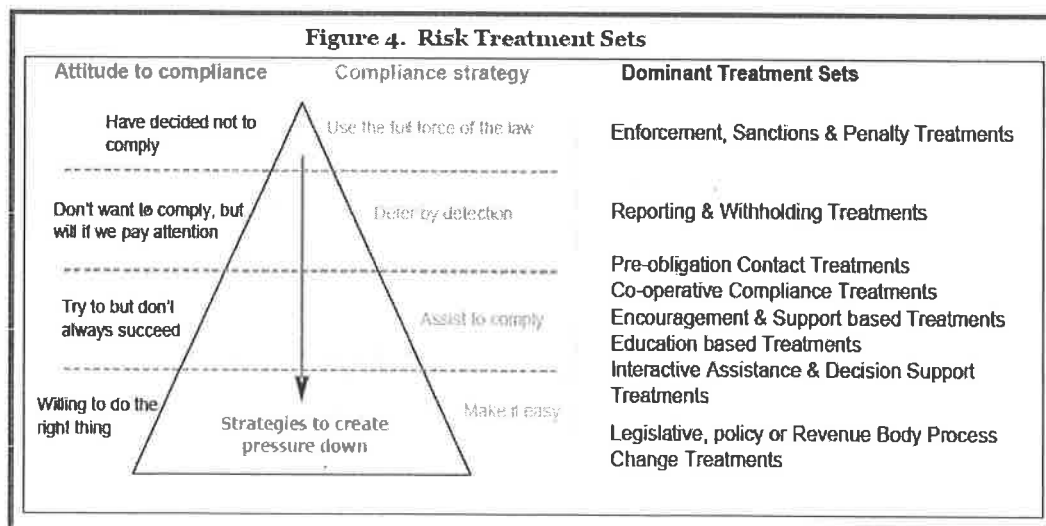 Figure 4. Risk Treatment Sets
Attitude to compliance
Compliance strategy
Dominant Treatment Sets
Have decided not to
comply
Use the full force of the law
Enforcement, Sanctions & Penalty Treatments
Don't want to comply, but
will if we pay attention
Deter by detection
Reporting & Withholding Treatments
Try to but don't
always succeed
Assist to comply
Pre-obligation Contact Treatments
Co-operative Compliance Treatments
Encouragement & Support based Treatments
Education based Treatments
Interactive Assistance & Decision Support
Treatments
Willing to do the
right thing
Strategies to create
pressure down
Make it easy
Legislative, policy or Revenue Body Process
Change Treatments